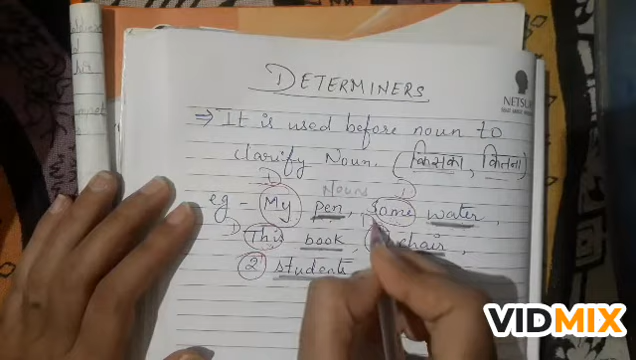 DETERMINERS
NETSU
⇒ It is used before noun to
clarify Noun. (किसका, कितना)
D D
Nouns
eg - My pen, Some water,
D D
This book, chair,
2 students
VIDMIX